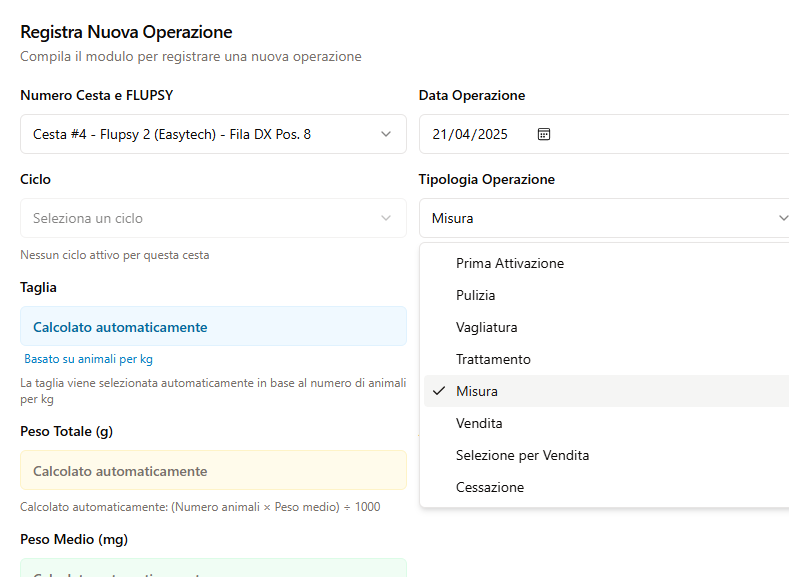 Registra Nuova Operazione
Compila il modulo per registrare una nuova operazione
Numero Cesta e FLUPSY
Cesta #4 - Flupsy 2 (Easytech) - Fila DX Pos. 8
Data Operazione
21/04/2025
Ciclo
Seleziona un ciclo
Nessun ciclo attivo per questa cesta
Tipologia Operazione
Misura
Prima Attivazione
Pulizia
Vagliatura
Trattamento
Misura
Vendita
Selezione per Vendita
Cessazione
Taglia
Calcolato automaticamente
Basato su animali per kg
La taglia viene selezionata automaticamente in base al numero di animali
per kg
Peso Totale (g)
Calcolato automaticamente
Calcolato automaticamente: (Numero animali × Peso medio) ÷ 1000
Peso Medio (mg)